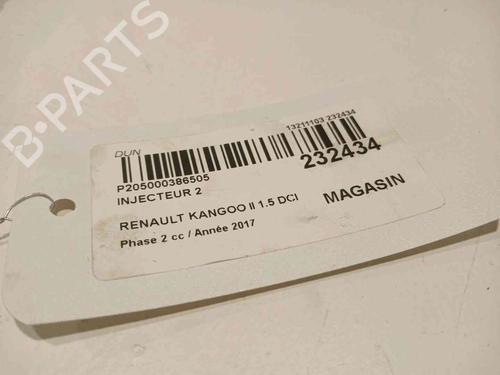 B-PARTS
DUN
13211103 232434
P205000386505
232434
INJECTEUR 2
RENAULT KANGOO II 1.5 DCI
MAGASIN
Phase 2 cc / Année 2017